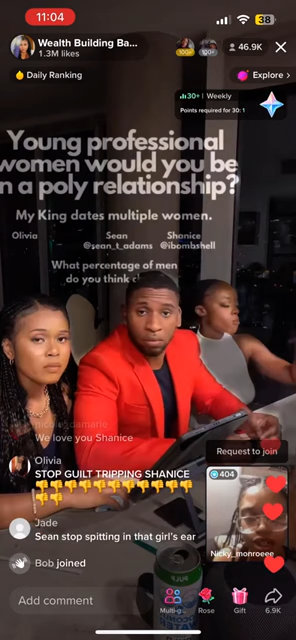 11:04
38
Wealth Building Ba...
1.3M likes
46.9K
Daily Ranking
Explore >
30+ | Weekly
Points required for 30: 1
Young professional
women would you be
n a poly relationship?
My King dates multiple women.
Olivia Sean Shanice
@sean_t_adams @ibombshell
What percentage of men
do you think
We love you Shanice
Olivia
STOP GUILT TRIPPING SHANICE
Request to join
404
Jade
Sean stop spitting in that girl's ear
Nicky_monroeee
Bob joined
Add comment
Multi-g...
Rose
Gift
6.9K